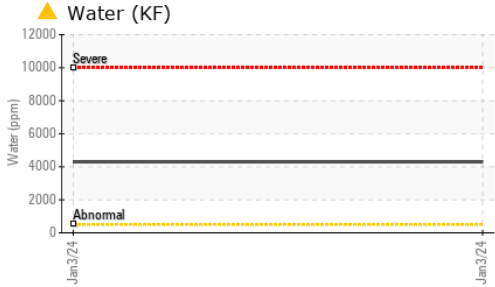 Water (KF)
12000
Severe
10000
8000
6000
4000
2000
Abnormal
0
Water (ppm)
Jan3/24
Jan3/24